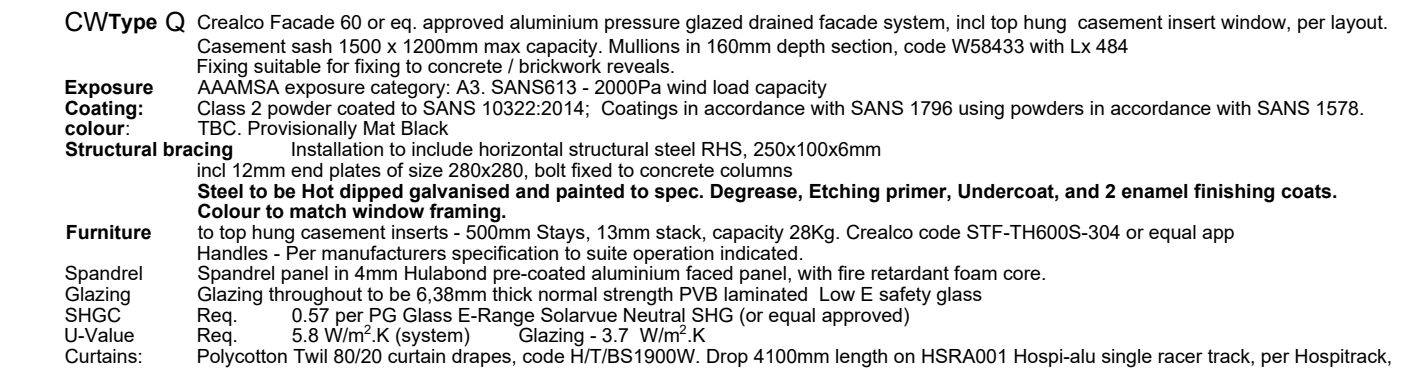 CWType Q Crealco Facade 60 or eq. approved aluminium pressure glazed drained facade system, incl top hung casement insert window, per layout.
Casement sash 1500 x 1200mm max capacity. Mullions in 160mm depth section, code W58433 with Lx 484
Fixing suitable for fixing to concrete / brickwork reveals.
Exposure AAAMSA exposure category: A3. SANS613 - 2000Pa wind load capacity
Coating: Class 2 powder coated to SANS 10322:2014; Coatings in accordance with SANS 1796 using powders in accordance with SANS 1578.
colour: TBC. Provisionally Mat Black
Structural bracing Installation to include horizontal structural steel RHS, 250x100x6mm
incl 12mm end plates of size 280x280, bolt fixed to concrete columns
Steel to be Hot dipped galvanised and painted to spec. Degrease, Etching primer, Undercoat, and 2 enamel finishing coats.
Colour to match window framing.
Furniture to top hung casement inserts - 500mm Stays, 13mm stack, capacity 28Kg. Crealco code STF-TH600S-304 or equal app
Handles - Per manufacturers specification to suite operation indicated.
Spandrel Spandrel panel in 4mm Hulabond pre-coated aluminium faced panel, with fire retardant foam core.
Glazing Glazing throughout to be 6,38mm thick normal strength PVB laminated Low E safety glass
SHGC Req. 0.57 per PG Glass E-Range Solarvue Neutral SHG (or equal approved)
U-Value Req. 5.8 W/m².K (system) Glazing - 3.7 W/m².K
Curtains: Polycotton Twil 80/20 curtain drapes, code H/T/BS1900W. Drop 4100mm length on HSRA001 Hospi-alu single racer track, per Hospitrack,